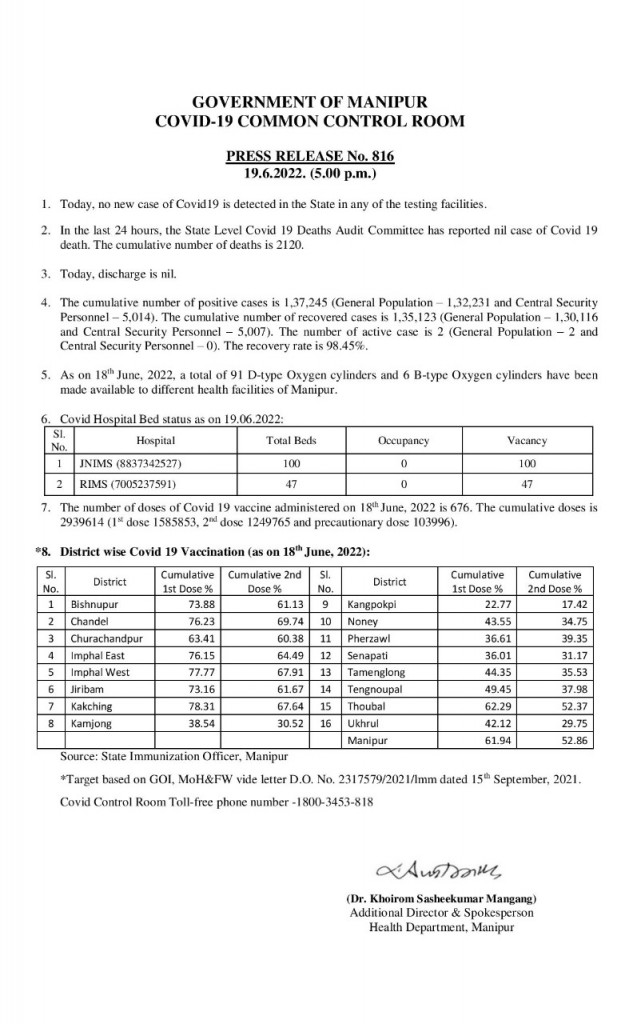 GOVERNMENT OF MANIPUR
COVID-19 COMMON CONTROL ROOM
PRESS RELEASE No. 816
19.6.2022. (5.00 p.m.)
1. Today, no new case of Covid19 is detected in the State in any of the testing facilities.
2. In the last 24 hours, the State Level Covid 19 Deaths Audit Committee has reported nil case of Covid 19
death. The cumulative number of deaths is 2120.
3. Today, discharge is nil.
4. The cumulative number of positive cases is 1,37,245 (General Population – 1,32,231 and Central Security
Personnel – 5,014). The cumulative number of recovered cases is 1,35,123 (General Population – 1,30,116
and Central Security Personnel – 5,007). The number of active case is 2 (General Population – 2 and
Central Security Personnel – 0). The recovery rate is 98.45%.
5. As on 18th June, 2022, a total of 91 D-type Oxygen cylinders and 6 B-type Oxygen cylinders have been
made available to different health facilities of Manipur.
6. Covid Hospital Bed status as on 19.06.2022:
Sl. No. Hospital Total Beds Occupancy Vacancy
1 JNIMS (8837342527) 100 0 100
2 RIMS (7005237591) 47 0 47
7. The number of doses of Covid 19 vaccine administered on 18th June, 2022 is 676. The cumulative doses is
2939614 (1st dose 1585853, 2nd dose 1249765 and precautionary dose 103996).
*8. District wise Covid 19 Vaccination (as on 18th June, 2022):
Sl. No. District Cumulative 1st Dose % Cumulative 2nd Dose % Sl. No. District Cumulative 1st Dose % Cumulative 2nd Dose %
1 Bishnupur 73.88 61.13 9 Kangpokpi 22.77 17.42
2 Chandel 76.23 69.74 10 Noney 43.55 34.75
3 Churachandpur 63.41 60.38 11 Pherzawl 36.61 39.35
4 Imphal East 76.15 64.49 12 Senapati 36.01 31.17
5 Imphal West 77.77 67.91 13 Tamenglong 44.35 35.53
6 Jiribam 73.16 61.67 14 Tengnoupal 49.45 37.98
7 Kakching 78.31 67.64 15 Thoubal 62.29 52.37
8 Kamjong 38.54 30.52 16 Ukhrul 42.12 29.75
Manipur 61.94 52.86
Source: State Immunization Officer, Manipur
*Target based on GOI, MoH&FW vide letter D.O. No. 2317579/2021/Imm dated 15th September, 2021.
Covid Control Room Toll-free phone number -1800-3453-818
(Dr. Khoirom Sasheekumar Mangang)
Additional Director & Spokesperson
Health Department, Manipur